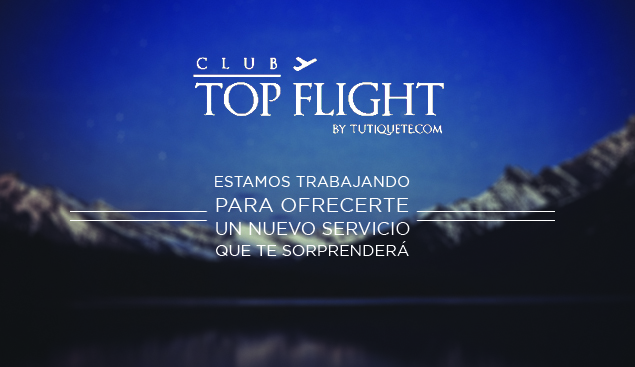 CLUB
TOP FLIGHT
BY TUTIQUETE.COM
ESTAMOS TRABAJANDO
PARA OFRECERTE
UN NUEVO SERVICIO
QUE TE SORPRENDERÁ